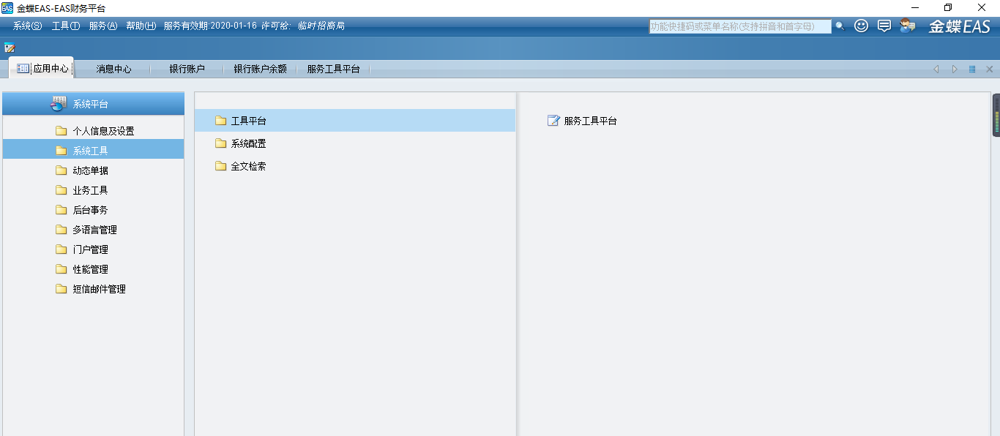 金蝶EAS-EAS财务平台
系统(S) 工具(T) 服务(A) 帮助(H) 服务有效期:2020-01-16 许可给: 临时招商局
功能快捷码或菜单名称(支持拼音和首字母)
金蝶EAS
应用中心 消息中心 银行账户 银行账户余额 服务工具平台
系统平台
个人信息及设置
系统工具
动态单据
业务工具
后台事务
多语言管理
门户管理
性能管理
短信邮件管理
工具平台
系统配置
全文检索
服务工具平台